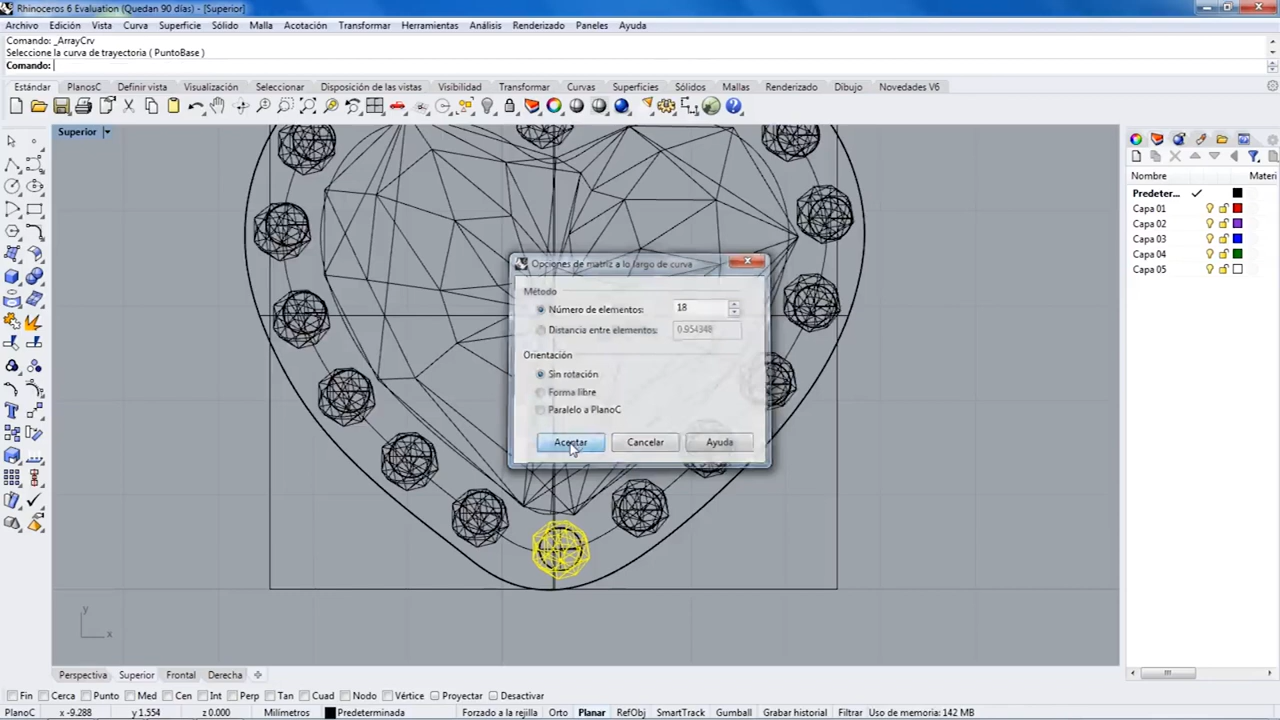 Rhinoceros 6 Evaluation (Quedan 90 días) - [Superior]
Archivo Edición Vista Curva Superficie Sólido Malla Acotación Transformar Herramientas Análisis Renderizado Paneles Ayuda
Comando: _ArrayCrv
Seleccione la curva de trayectoria ( PuntoBase )
Comando:
Estándar PlanosC Definir vista Visualización Seleccionar Disposición de las vistas Visibilidad Transformar Curvas Superficies Sólidos Mallas Renderizado Dibujo Novedades V6
Superior
Nombre Materi
Predeter...
Capa 01
Capa 02
Capa 03
Capa 04
Capa 05
Opciones de matriz a lo largo de curva
Método
Número de elementos: 18
Distancia entre elementos: 0.954348
Orientación
Sin rotación
Forma libre
Paralelo a PlanoC
Aceptar Cancelar Ayuda
y
x
Perspectiva Superior Frontal Derecha
Fin Cerca Punto Med Cen Int Perp Tan Cuad Nodo Vértice Proyectar Desactivar
PlanoC x -9.288 y 1.554 z 0.000 Milímetros Predeterminada Forzado a la rejilla Orto Planar RefObj SmartTrack Gumball Grabar historial Filtrar Uso de memoria: 142 MB